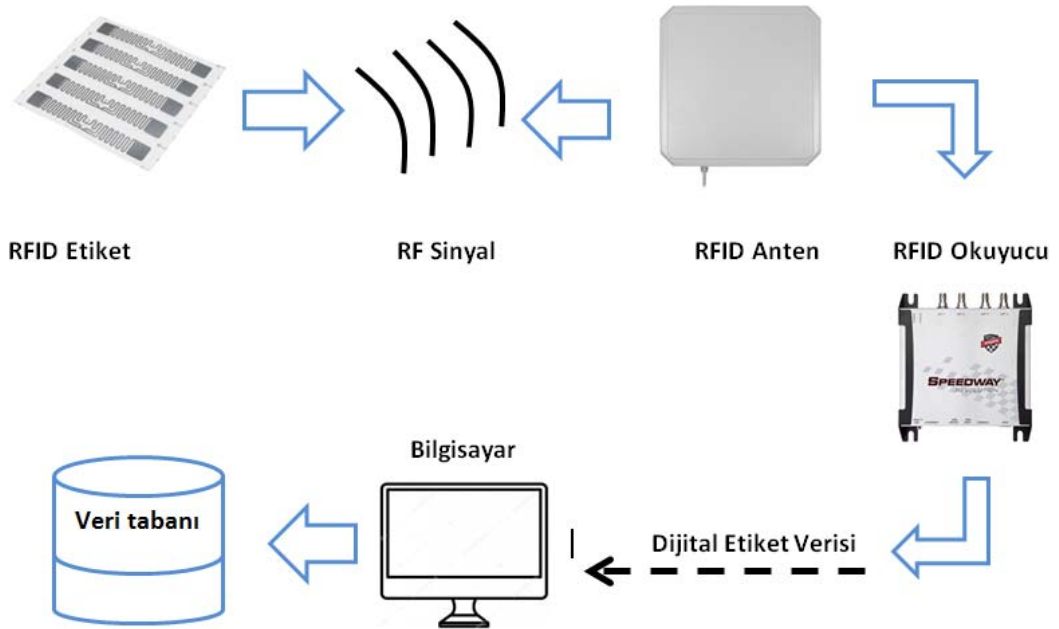 RFID Etiket
RF Sinyal
RFID Anten
RFID Okuyucu
SPEEDWAY
Bilgisayar
Veri tabanı
Dijital Etiket Verisi